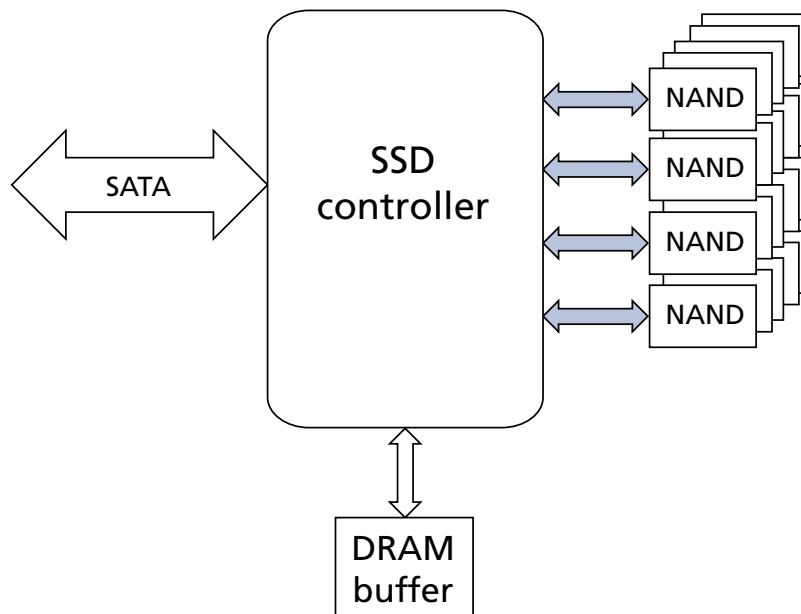 SATA
SSD
controller
NAND
NAND
NAND
NAND
DRAM
buffer